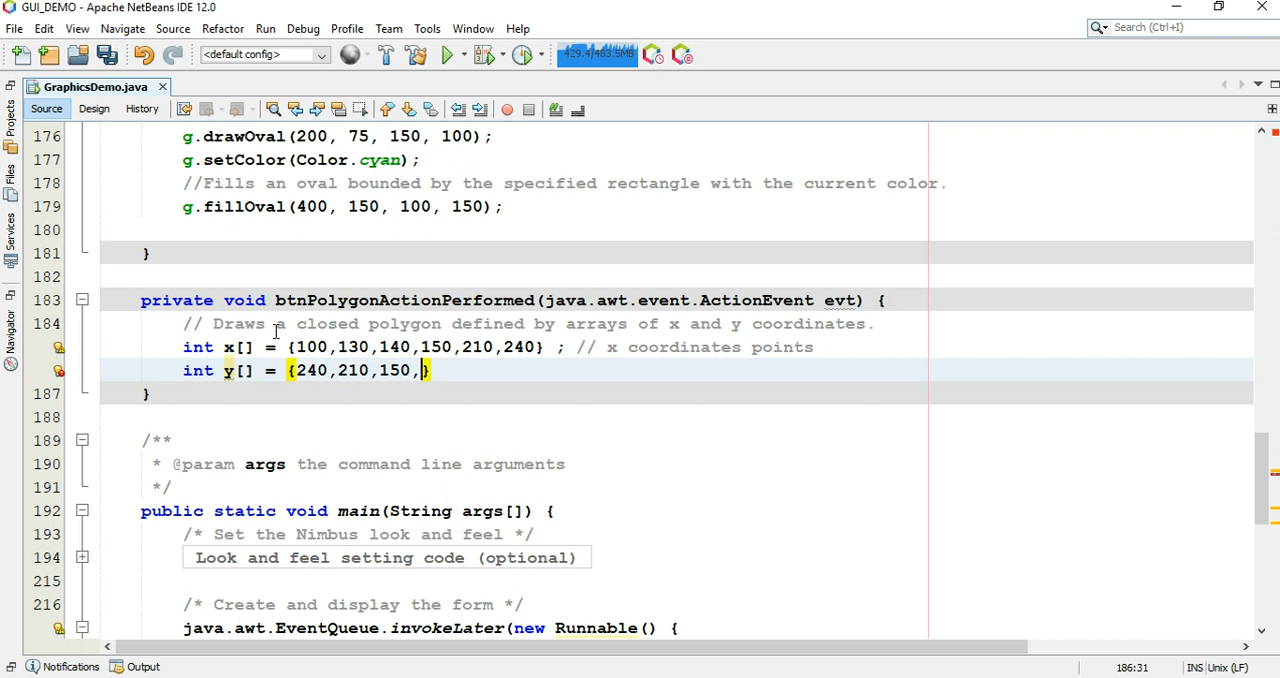 GUI_DEMO - Apache NetBeans IDE 12.0
File Edit View Navigate Source Refactor Run Debug Profile Team Tools Window Help
Search (Ctrl+I)
<default config>
429.4/483.5MB
GraphicsDemo.java
Source Design History
Projects
Files
Services
Navigator
176 g.drawOval(200, 75, 150, 100);
177 g.setColor(Color.cyan);
178 //Fills an oval bounded by the specified rectangle with the current color.
179 g.fillOval(400, 150, 100, 150);
180
181 }
182
183 private void btnPolygonActionPerformed(java.awt.event.ActionEvent evt) {
184 // Draws a closed polygon defined by arrays of x and y coordinates.
int x[] = {100,130,140,150,210,240} ; // x coordinates points
int y[] = {240,210,150,}
187 }
188
189 /**
190 * @param args the command line arguments
191 */
192 public static void main(String args[]) {
193 /* Set the Nimbus look and feel */
194 Look and feel setting code (optional)
215
216 /* Create and display the form */
java.awt.EventQueue.invokeLater(new Runnable() {
Notifications Output
186:31 INS Unix (LF)